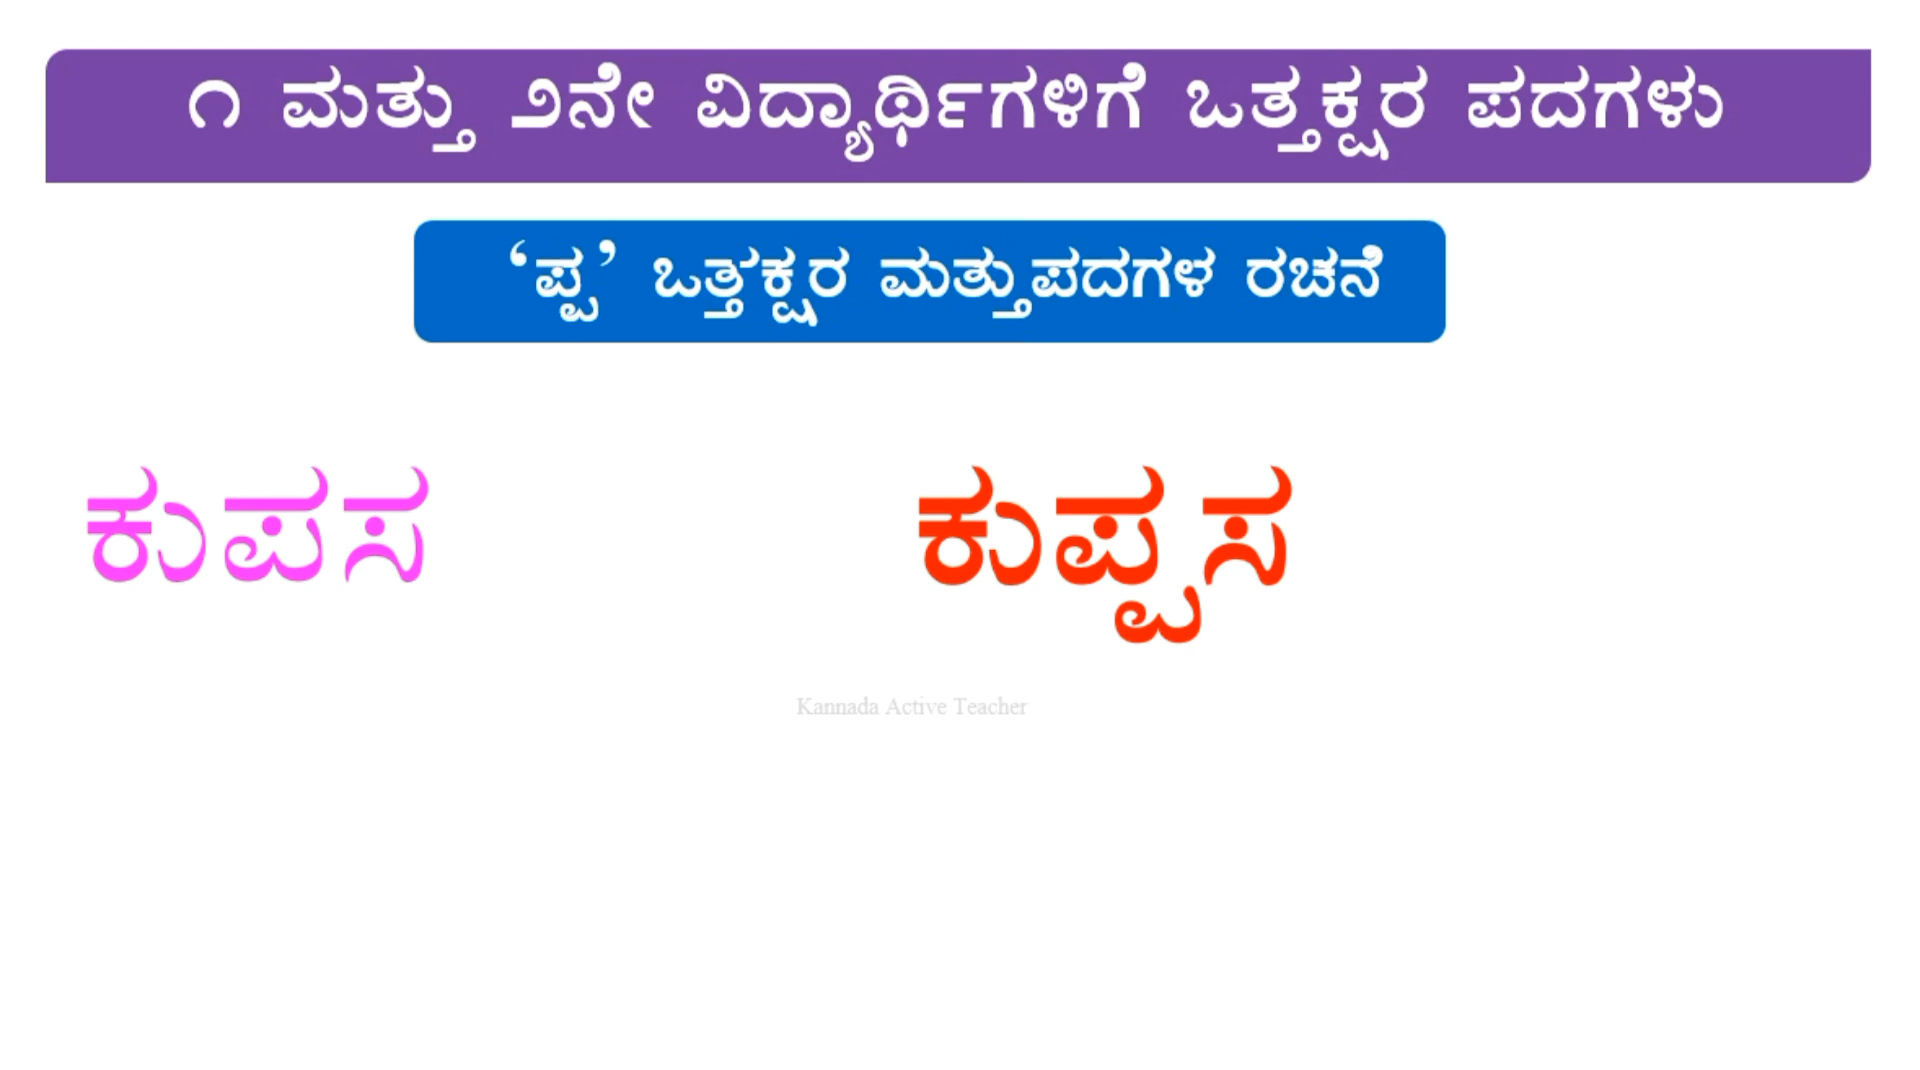 ೧ ಮತ್ತು ೨ನೇ ವಿದ್ಯಾರ್ಥಿಗಳಿಗೆ ಒತ್ತಕ್ಷರ ಪದಗಳು
‘ಪ್ಪ’ ಒತ್ತಕ್ಷರ ಮತ್ತುಪದಗಳ ರಚನೆ
ಕುಪಸ ಕುಪ್ಪಸ
Kannada Active Teacher